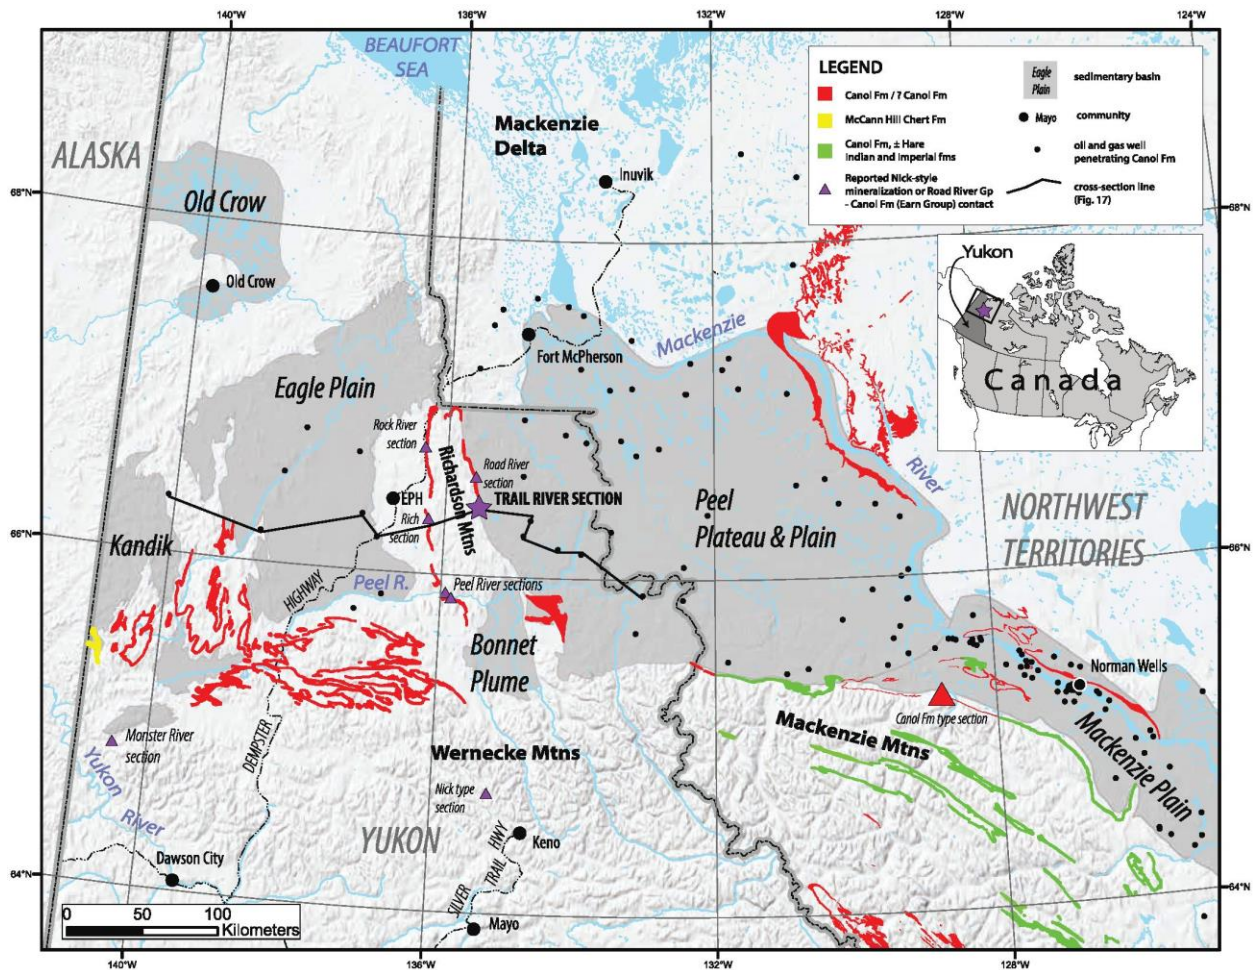 140°W
136°W
132°W
128°W
124°W
BEAUFORT
SEA
ALASKA
Mackenzie
Delta
Inuvik
LEGEND
Canol Fm / ? Canol Fm
McCann Hill Chert Fm
Canol Fm, ± Hare
Indian and Imperial fms
Reported Nick-style
mineralization or Road River Gp
- Canol Fm (Earn Group) contact
Eagle
Plain
sedimentary basin
Mayo
community
oil and gas well
penetrating Canol Fm
cross-section line
(Fig. 17)
68°N
68°N
Old Crow
Old Crow
Yukon
Canada
Fort McPherson
Mackenzie
River
Eagle Plain
Rock River
section
Richardson Mtns
Road River
section
EPH
TRAIL RIVER SECTION
Rich
section
Peel
Plateau & Plain
NORTHWEST
TERRITORIES
66°N
66°N
Kandik
HIGHWAY
Peel R.
Peel River sections
Bonnet
Plume
Norman Wells
Canol Fm type section
Mackenzie Mtns
Mackenzie Plain
Monster River
section
DEMPSTER
Wernecke Mtns
Yukon
River
Nick type
section
YUKON
Keno
SILVER
TRAIL
HWY
Dawson City
Mayo
64°N
64°N
0
50
100
Kilometers
140°W
136°W
132°W
128°W